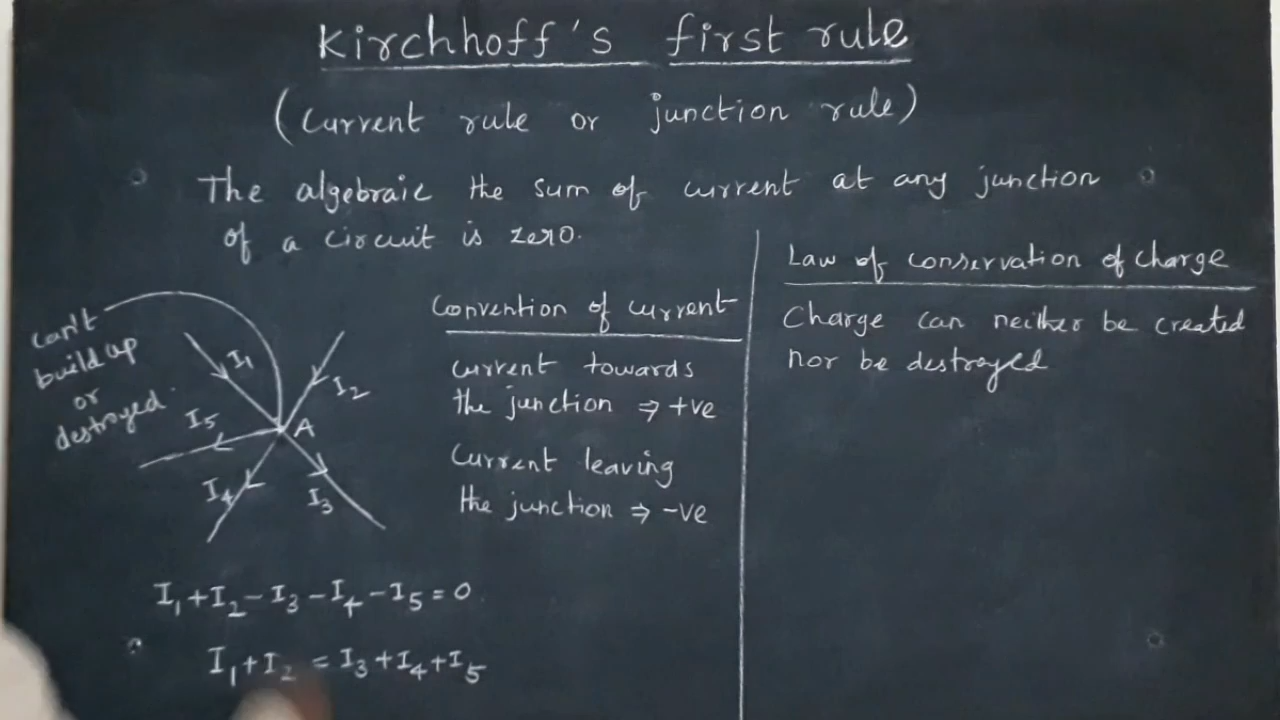 Kirchhoff's first rule
(Current rule or junction rule)
The algebraic the sum of current at any junction
of a circuit is zero.
can't
build up
or
destroyed.
I₁
I₂
I₅
A
I₄
I₃
I₁+I₂-I₃-I₄-I₅=0
I₁+I₂=I₃+I₄+I₅
Convention of current
current towards
the junction ⇒ +ve
Current leaving
the junction ⇒ -ve
Law of conservation of charge
Charge can neither be created
nor be destroyed